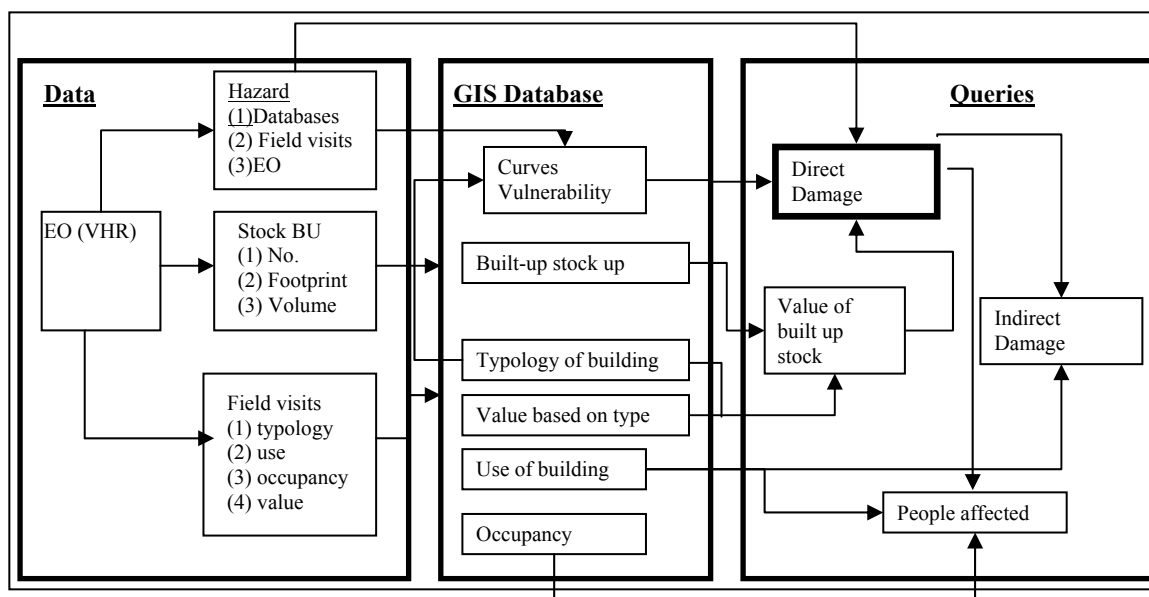 Data
Hazard
(1)Databases
(2) Field visits
(3)EO
EO (VHR)
Stock BU
(1) No.
(2) Footprint
(3) Volume
Field visits
(1) typology
(2) use
(3) occupancy
(4) value
GIS Database
Curves
Vulnerability
Built-up stock up
Typology of building
Value based on type
Use of building
Occupancy
Queries
Direct
Damage
Value of
built up
stock
Indirect
Damage
People affected